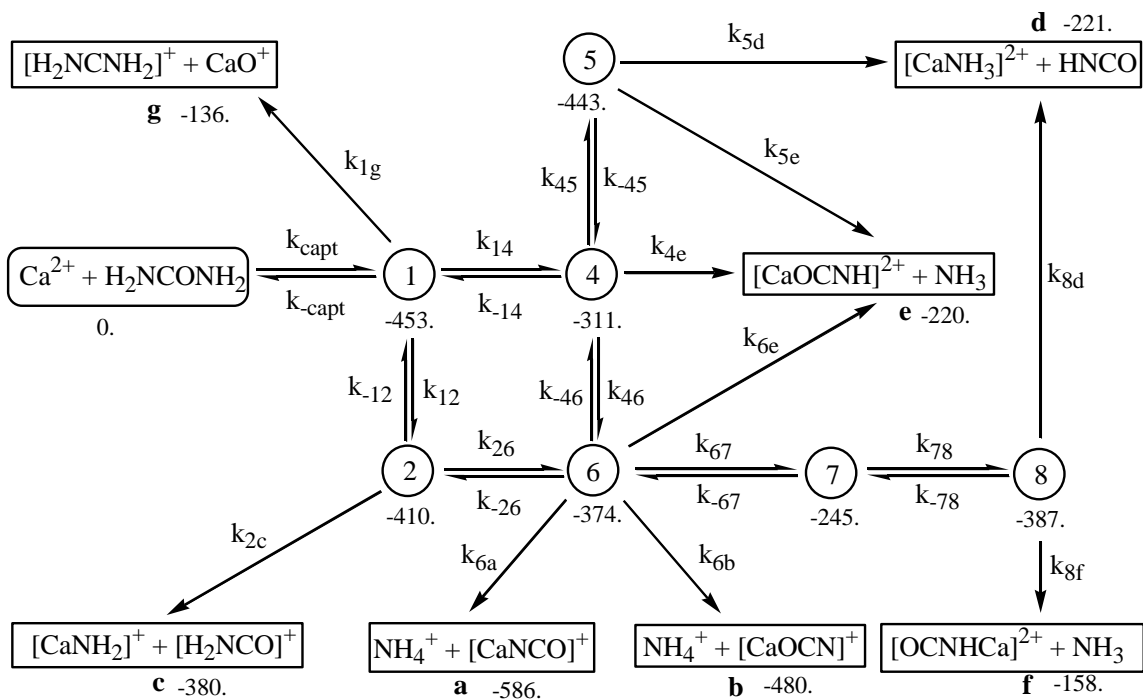 d -221.
[H₂NCNH₂]⁺ + CaO⁺
5
k₅d
[CaNH₃]²⁺ + HNCO
g -136.
-443.
k₁g
k₅e
k₄₅
k₋₄₅
Ca²⁺ + H₂NCONH₂
k_capt
k₋capt
1
k₁₄
k₋₁₄
4
k₄e
[CaOCNH]²⁺ + NH₃
k₈d
0.
-453.
-311.
e -220.
k₆e
k₋₁₂
k₁₂
k₋₄₆
k₄₆
2
k₂₆
k₋₂₆
6
k₆₇
k₋₆₇
7
k₇₈
k₋₇₈
8
-410.
-374.
-245.
-387.
k₂c
k₆a
k₆b
k₈f
[CaNH₂]⁺ + [H₂NCO]⁺
NH₄⁺ + [CaNCO]⁺
NH₄⁺ + [CaOCN]⁺
[OCNHCa]²⁺ + NH₃
c -380.
a -586.
b -480.
f -158.